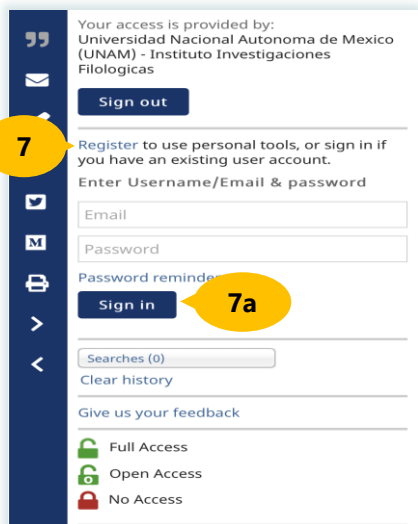 Your access is provided by:
Universidad Nacional Autonoma de Mexico
(UNAM) - Instituto Investigaciones
Filologicas
Sign out
7
Register to use personal tools, or sign in if
you have an existing user account.
Enter Username/Email & password
Email
Password
Password reminder
Sign in
7a
Searches (0)
Clear history
Give us your feedback
Full Access
Open Access
No Access